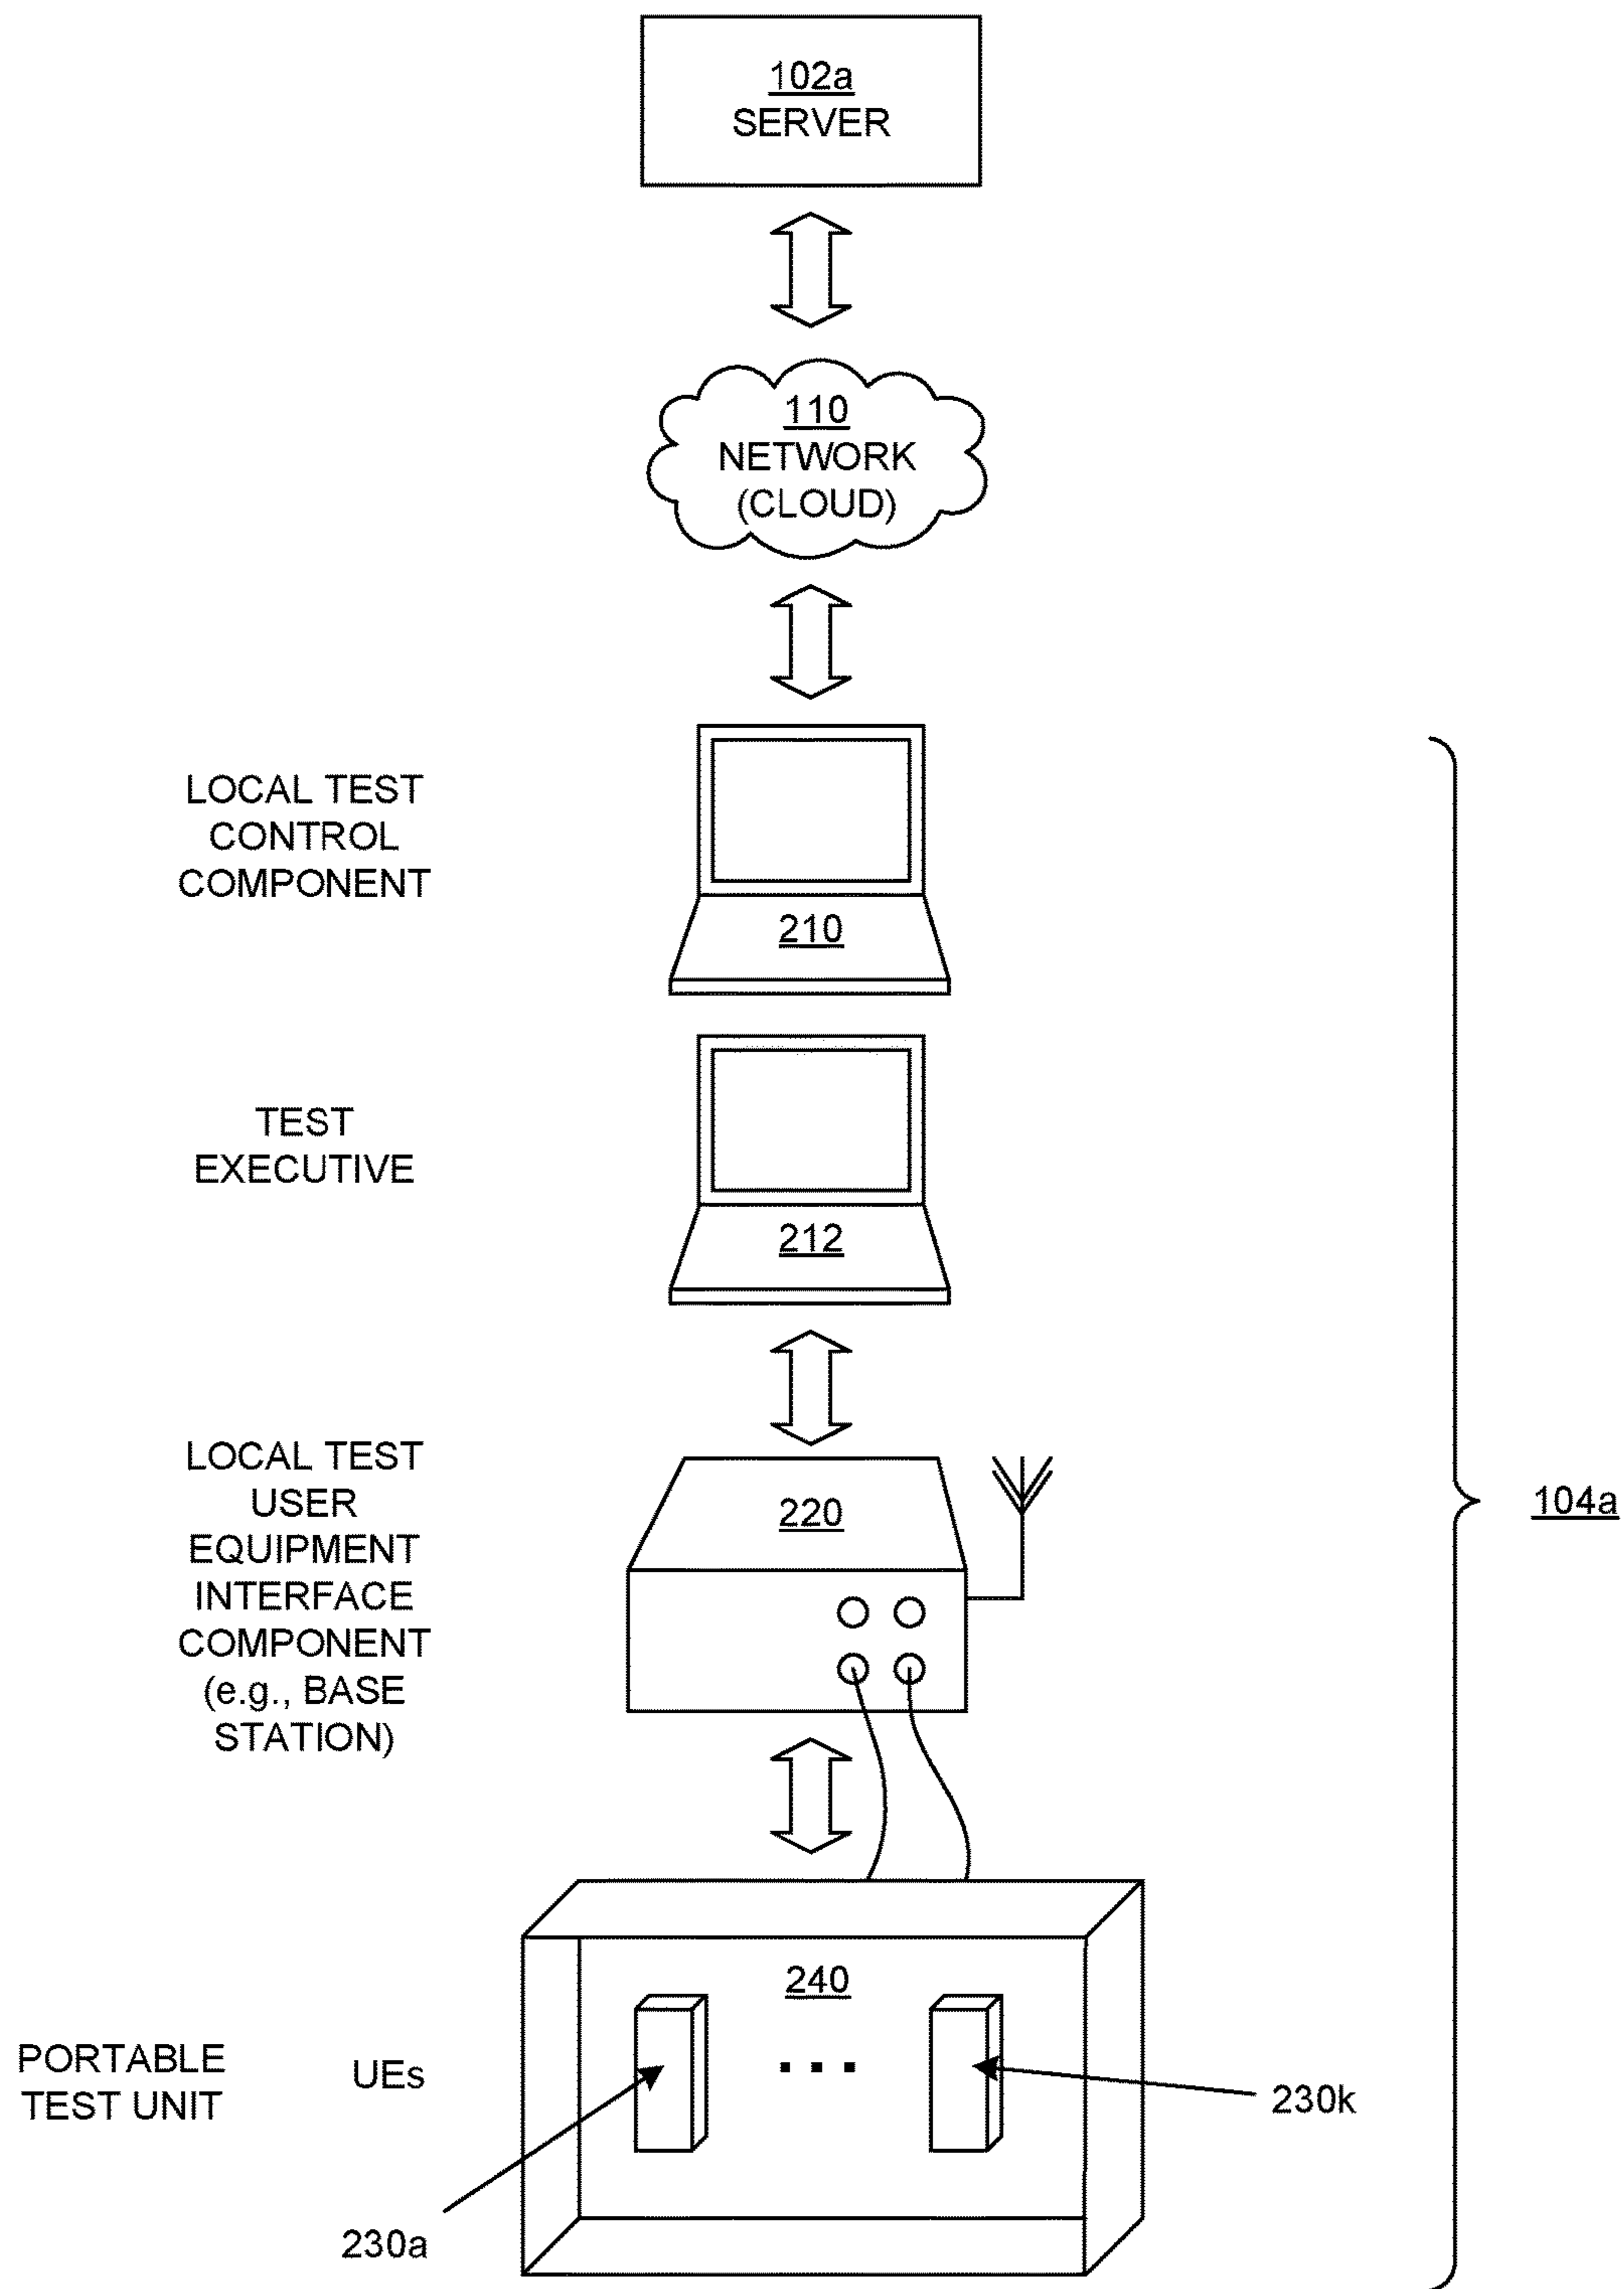 102a
SERVER
110
NETWORK
(CLOUD)
LOCAL TEST
CONTROL
COMPONENT
210
TEST
EXECUTIVE
212
LOCAL TEST
USER
EQUIPMENT
INTERFACE
COMPONENT
(e.g., BASE
STATION)
220
104a
240
PORTABLE
TEST UNIT
UEs
230k
230a